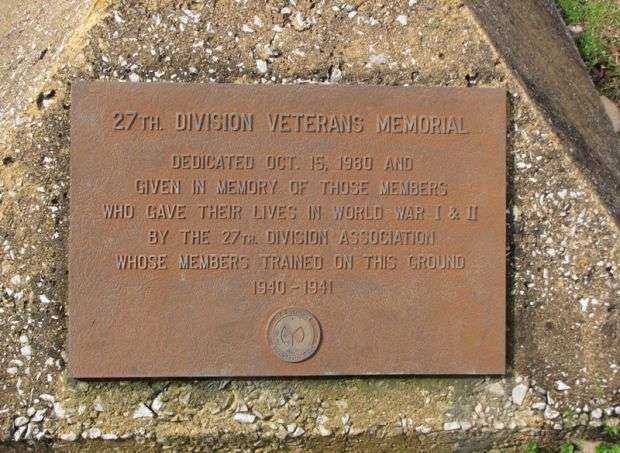 27TH. DIVISION VETERANS MEMORIAL
DEDICATED OCT. 15, 1980 AND
GIVEN IN MEMORY OF THOSE MEMBERS
WHO GAVE THEIR LIVES IN WORLD WAR I & II
BY THE 27TH. DIVISION ASSOCIATION
WHOSE MEMBERS TRAINED ON THIS GROUND
1940-1941